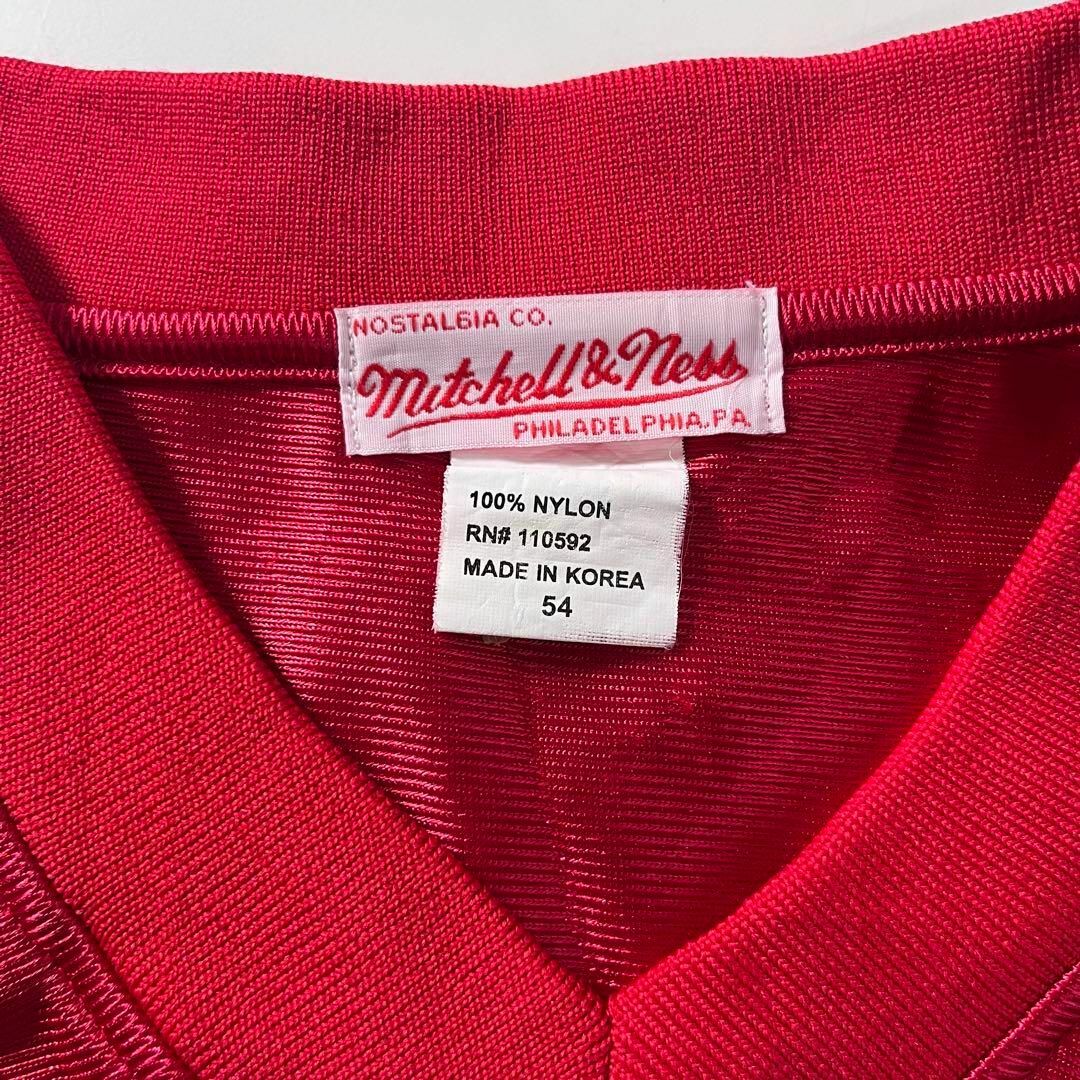 NOSTALGIA CO.
Mitchell & Ness
PHILADELPHIA, PA.
100% NYLON
RN# 110592
MADE IN KOREA
54